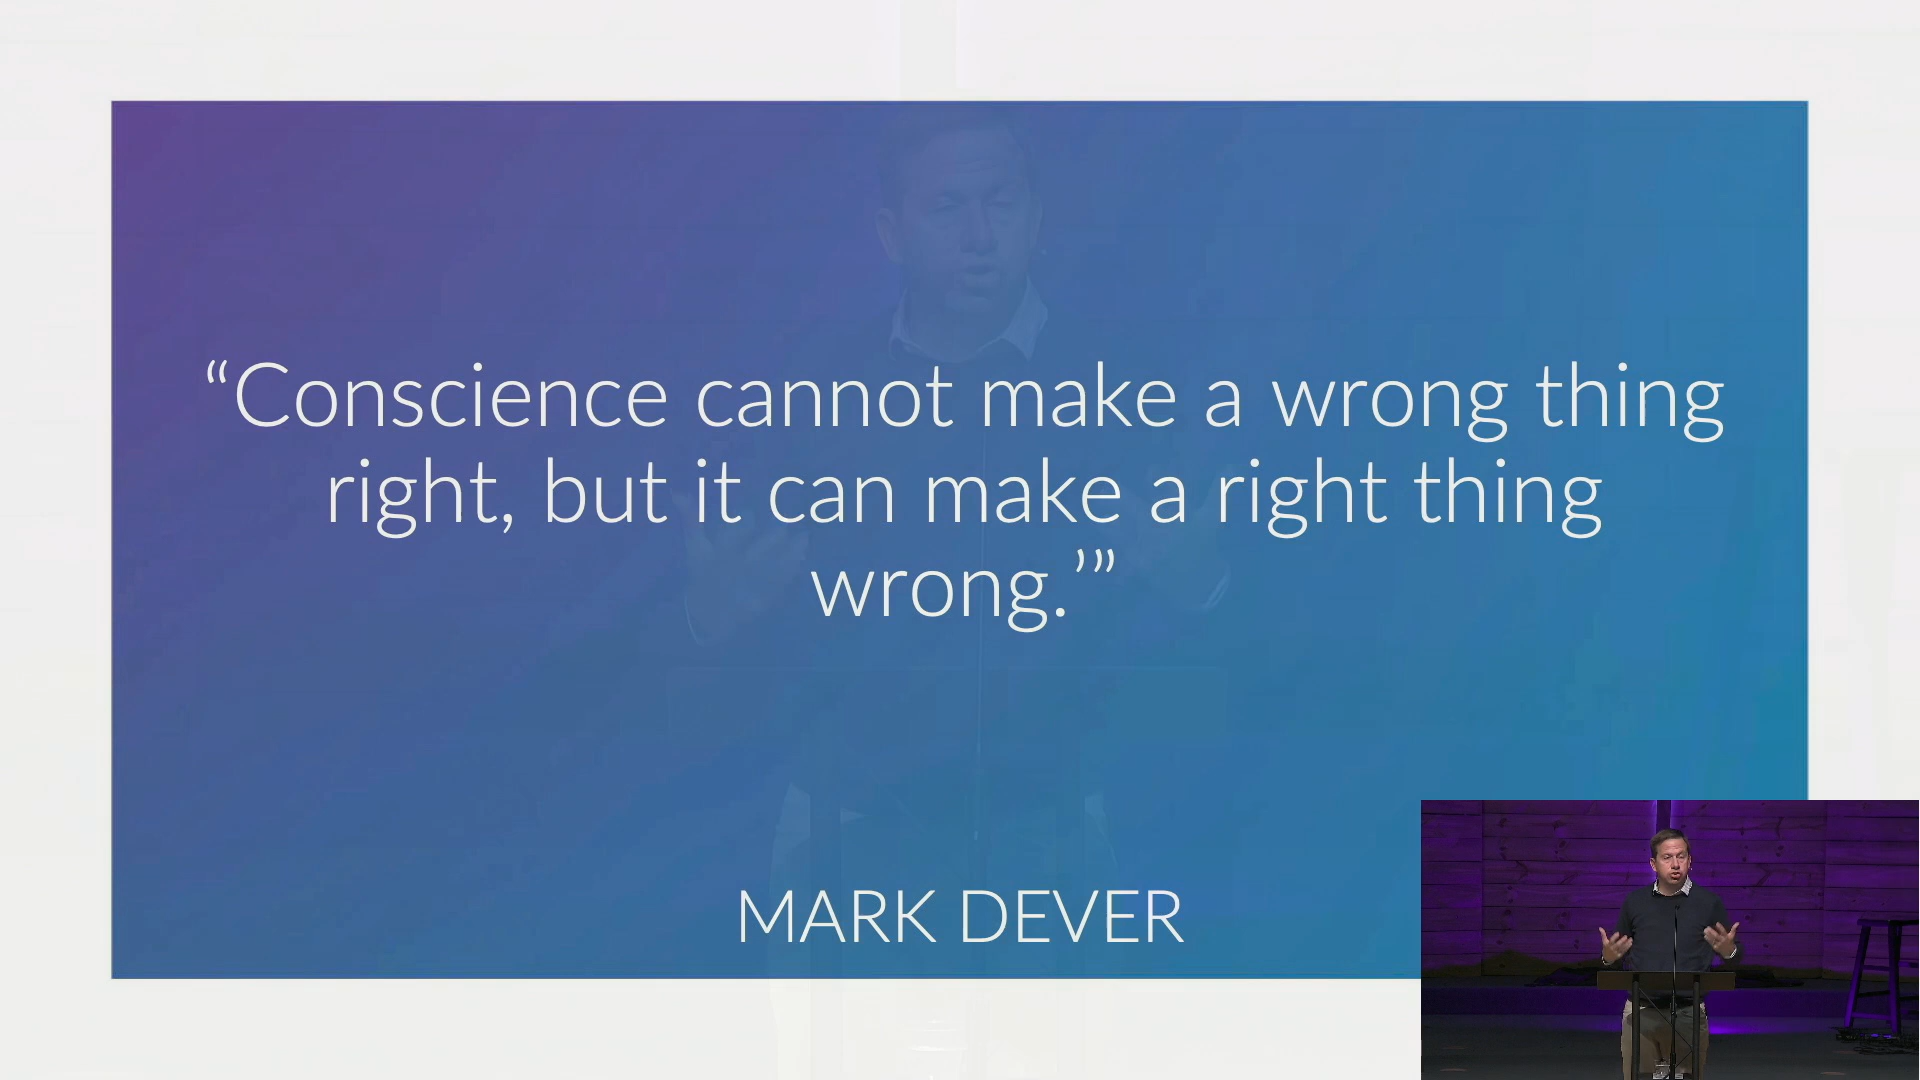 “Conscience cannot make a wrong thing
right, but it can make a right thing
wrong.’”
MARK DEVER